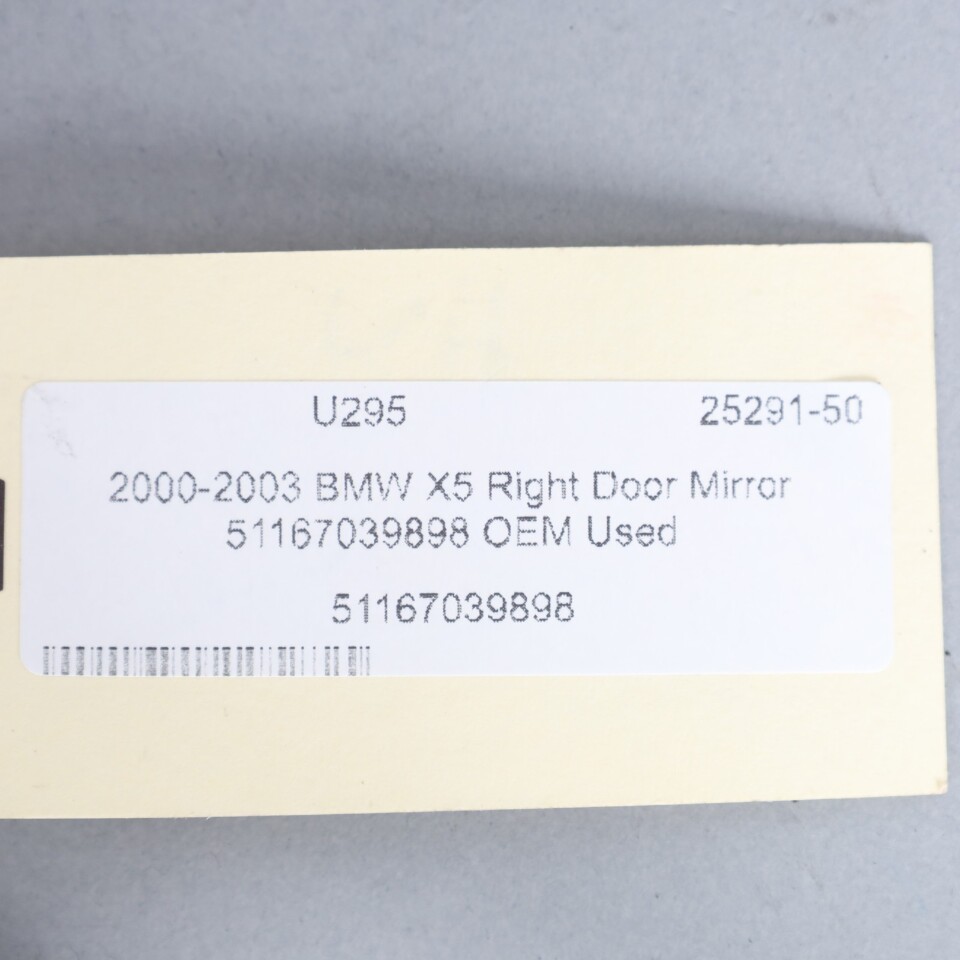 U295 25291-50
2000-2003 BMW X5 Right Door Mirror
51167039898 OEM Used
51167039898